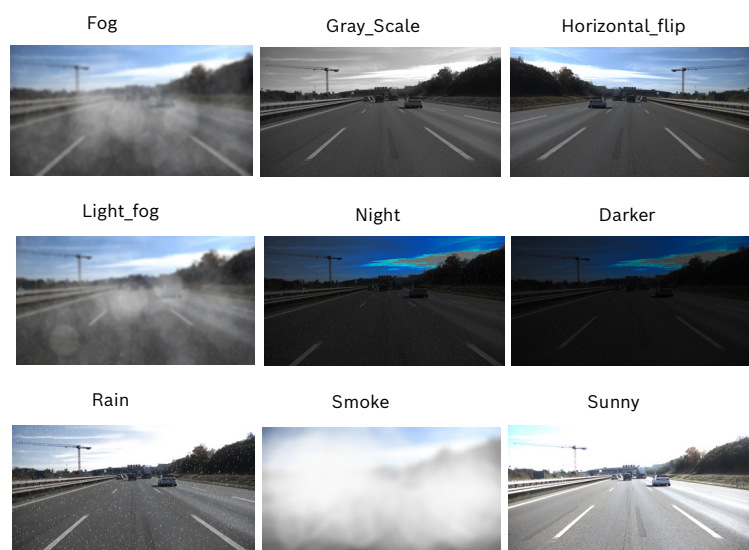 Fog
Gray_Scale
Horizontal_flip
Light_fog
Night
Darker
Rain
Smoke
Sunny